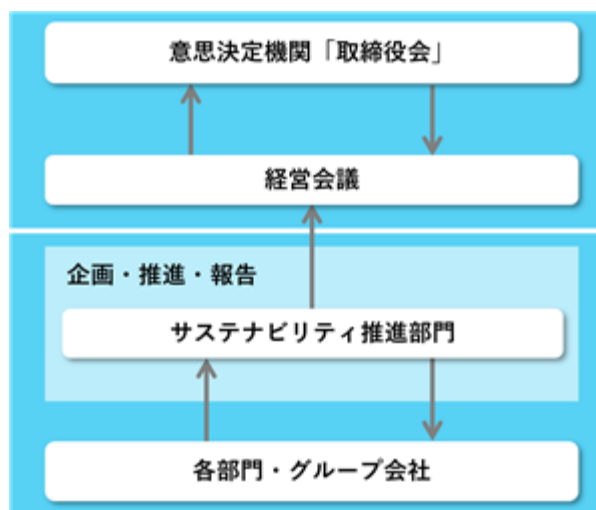 意思決定機関「取締役会」
経営会議
企画・推進・報告
サステナビリティ推進部門
各部門・グループ会社